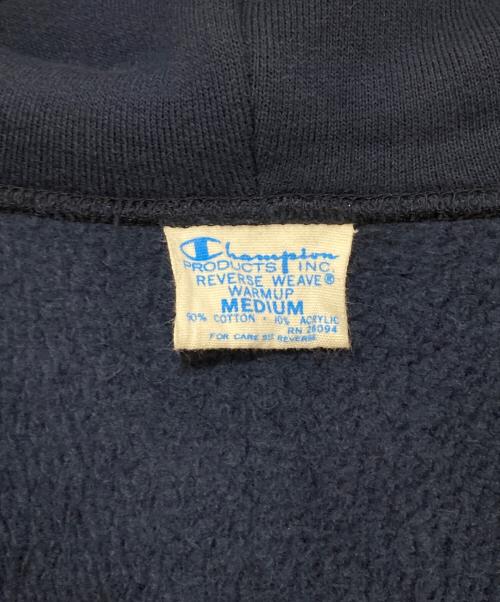 Champion
PRODUCTS INC.
REVERSE WEAVE®
WARMUP
MEDIUM
90% COTTON • 10% ACRYLIC
RN 26094
FOR CARE SEE REVERSE